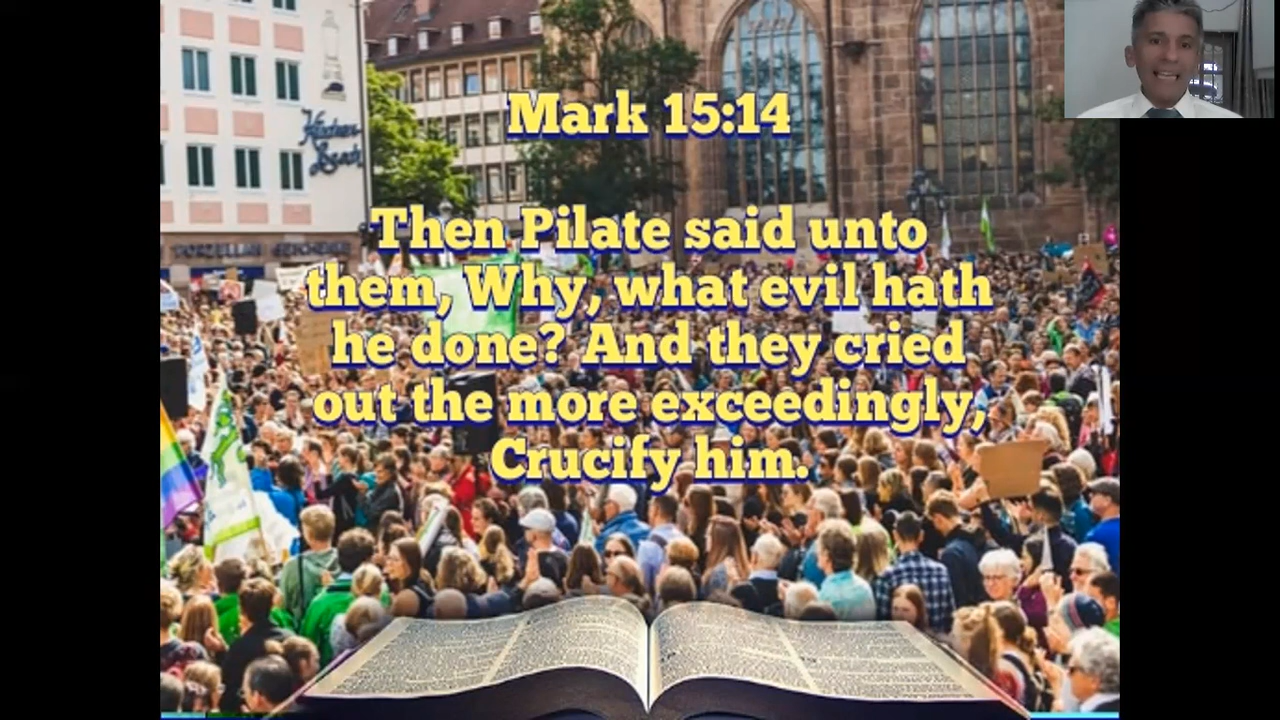 Mark 15:14
Then Pilate said unto
them, Why, what evil hath
he done? And they cried
out the more exceedingly,
Crucify him.